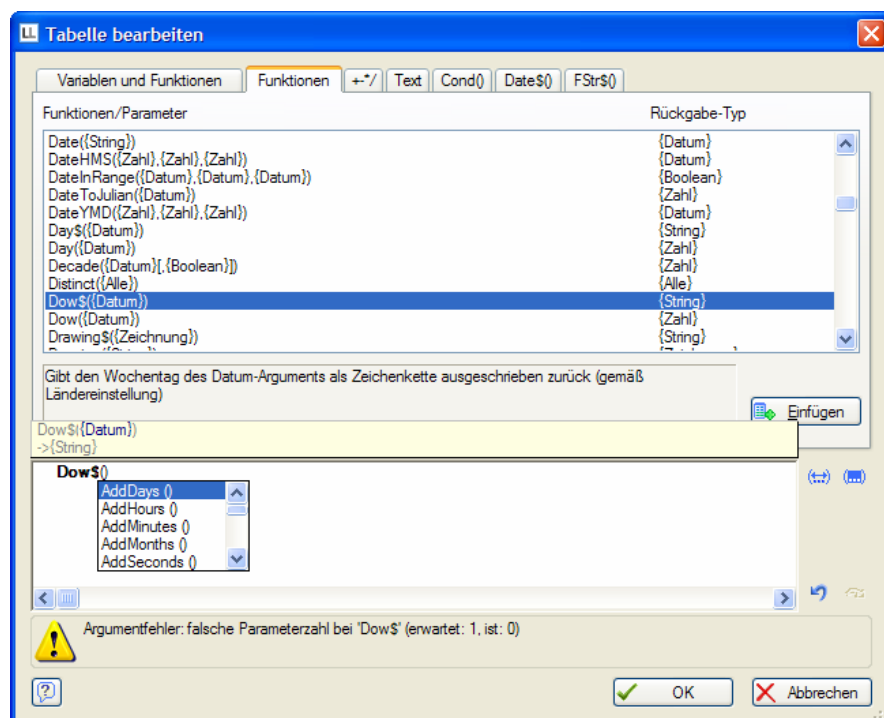 LL Tabelle bearbeiten
Variablen und Funktionen Funktionen +-*/ Text Cond() Date$() FStr$()
Funktionen/Parameter Rückgabe-Typ
Date({String}) {Datum}
DateHMS({Zahl},{Zahl},{Zahl}) {Datum}
DateInRange({Datum},{Datum},{Datum}) {Boolean}
DateToJulian({Datum}) {Zahl}
DateYMD({Zahl},{Zahl},{Zahl}) {Datum}
Day$({Datum}) {String}
Day({Datum}) {Zahl}
Decade({Datum}[,{Boolean}]) {Zahl}
Distinct({Alle}) {Alle}
Dow$({Datum}) {String}
Dow({Datum}) {Zahl}
Drawing$({Zeichnung}) {String}
Gibt den Wochentag des Datum-Arguments als Zeichenkette ausgeschrieben zurück (gemäß
Ländereinstellung)
Einfügen
Dow$({Datum})
->{String}
Dow$()
AddDays ()
AddHours ()
AddMinutes ()
AddMonths ()
AddSeconds ()
Argumentfehler: falsche Parameterzahl bei 'Dow$' (erwartet: 1, ist: 0)
OK Abbrechen